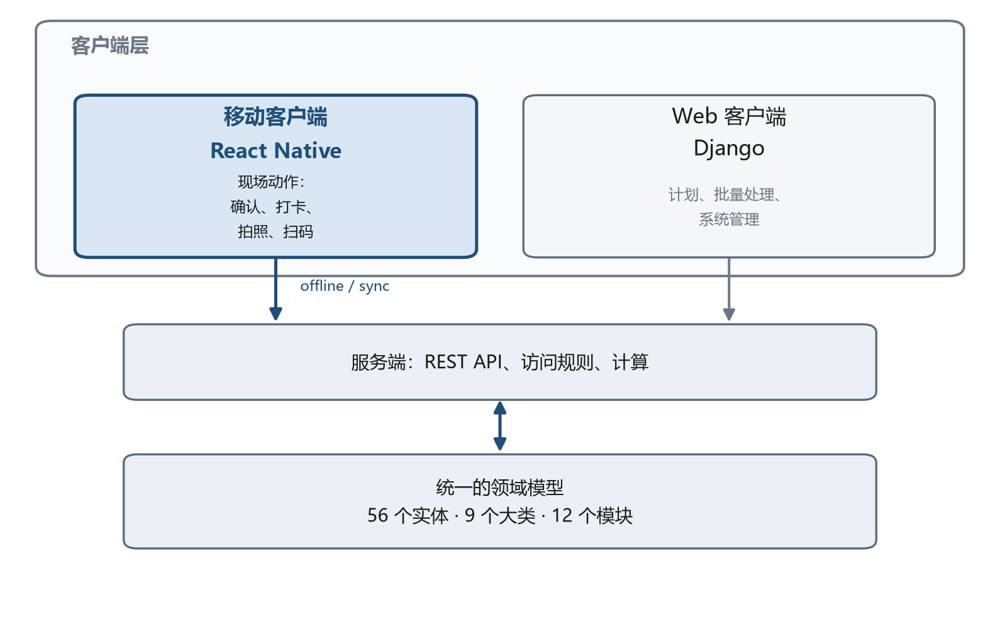 客户端层
移动客户端
React Native
现场动作：
确认、打卡、
拍照、扫码
Web 客户端
Django
计划、批量处理、
系统管理
offline / sync
服务端：REST API、访问规则、计算
统一的领域模型
56 个实体 · 9 个大类 · 12 个模块